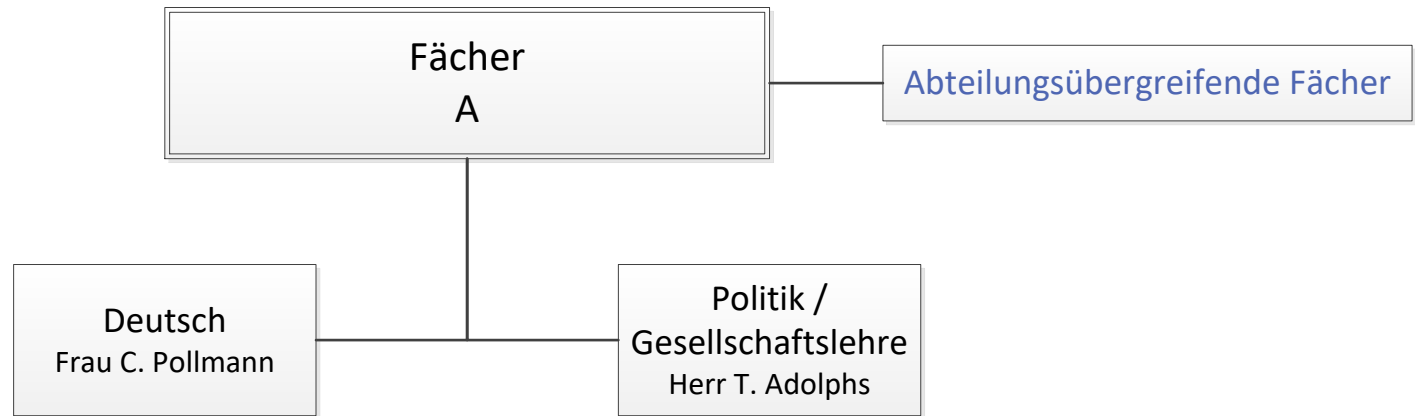 Fächer
A
Abteilungsübergreifende Fächer
Deutsch
Frau C. Pollmann
Politik /
Gesellschaftslehre
Herr T. Adolphs